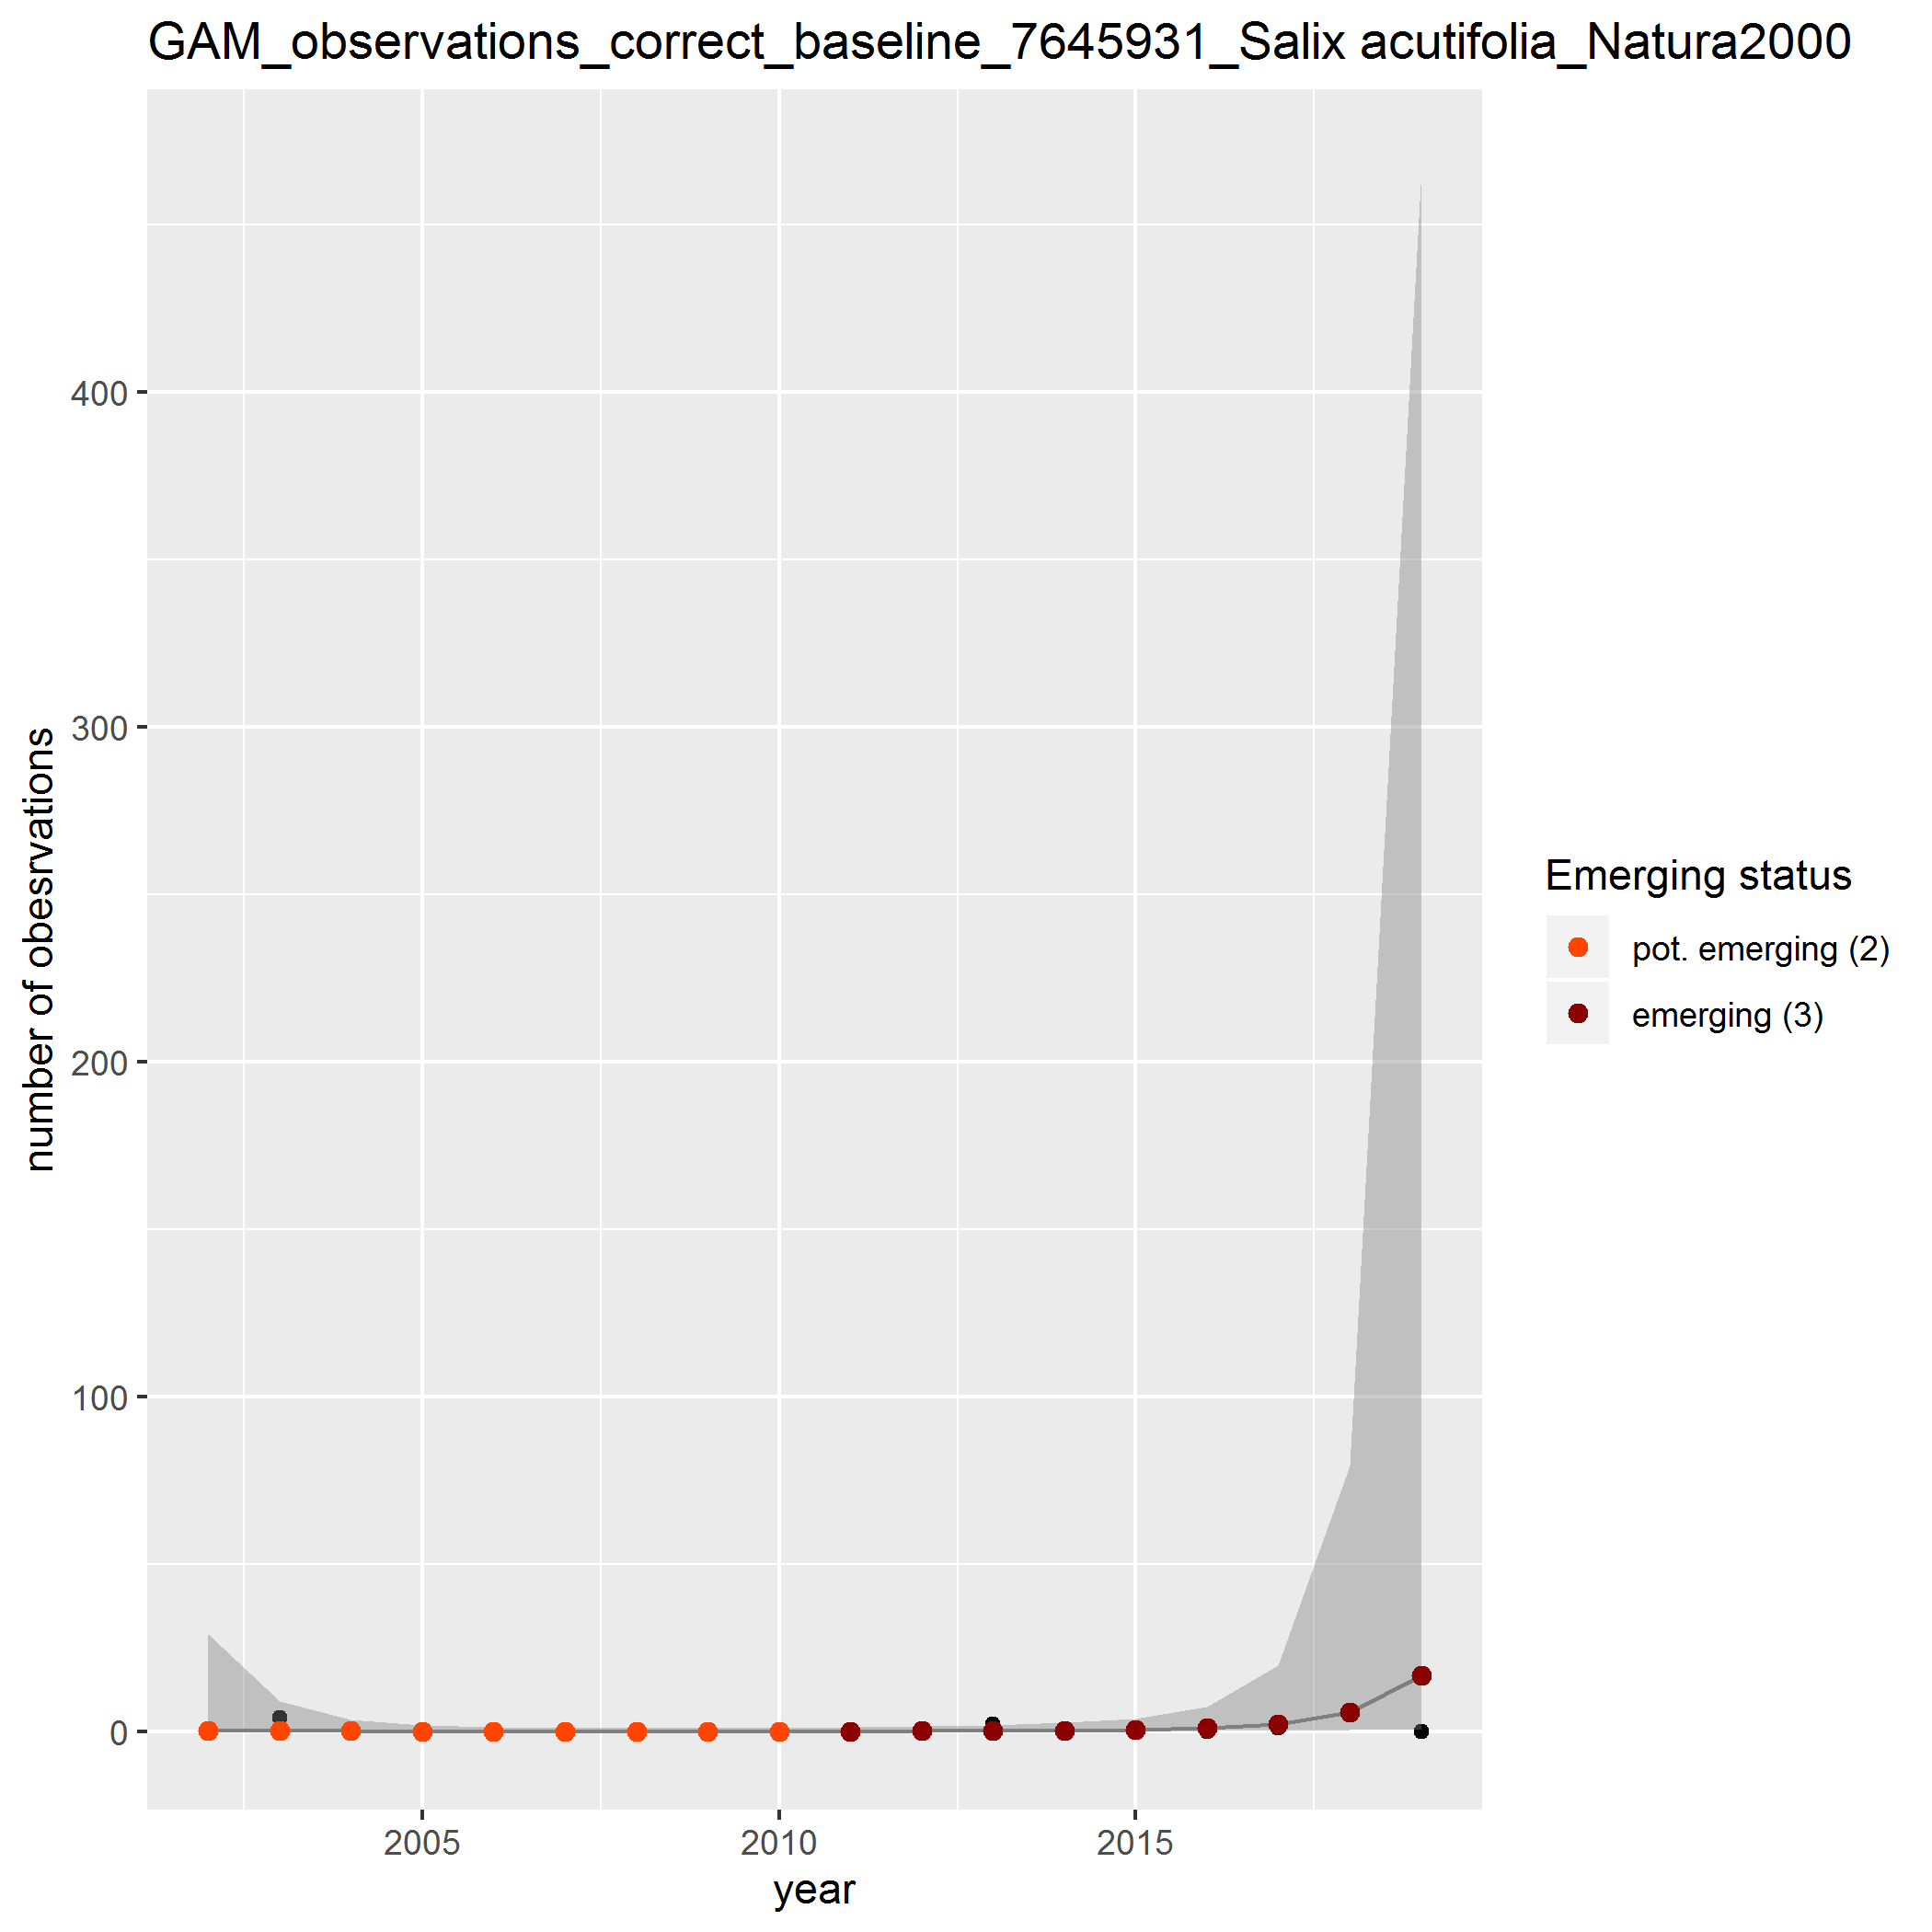 GAM_observations_correct_baseline_7645931_Salix acutifolia_Natura2000
number of obesrvations
400
300
200
100
0
2005 2010 2015
year
Emerging status
pot. emerging (2)
emerging (3)